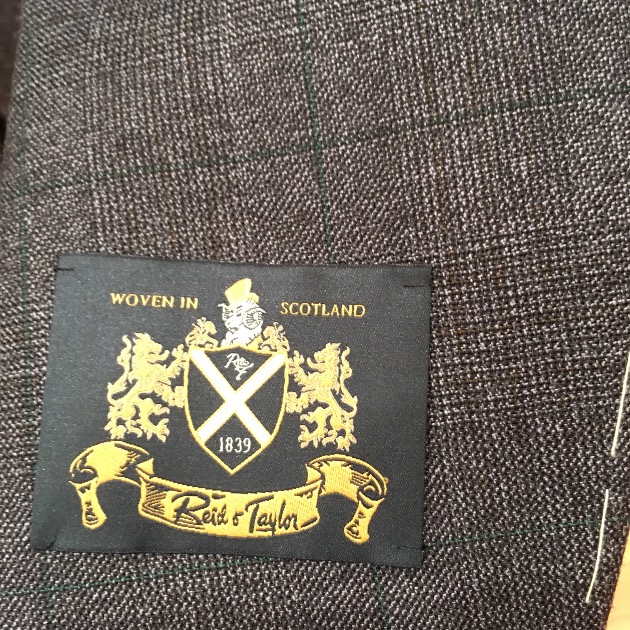 WOVEN IN SCOTLAND
R & T
1839
Reid & Taylor